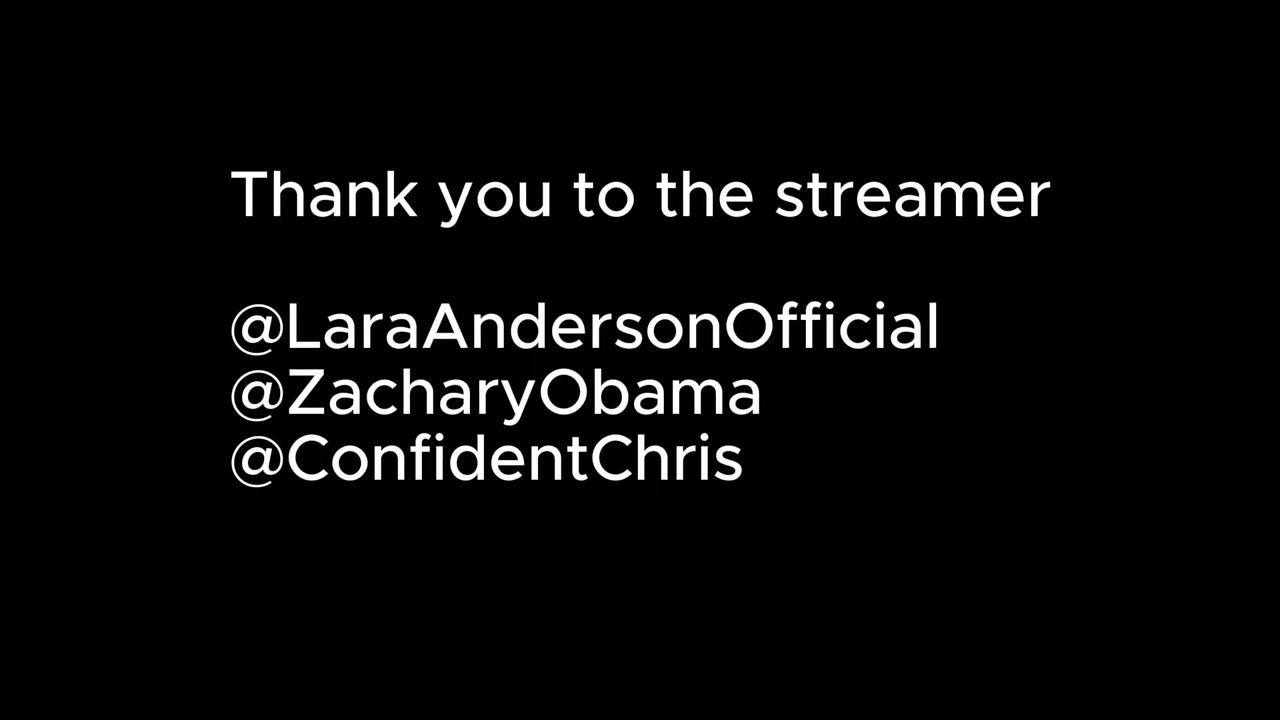 Thank you to the streamer
@LaraAndersonOfficial
@ZacharyObama
@ConfidentChris